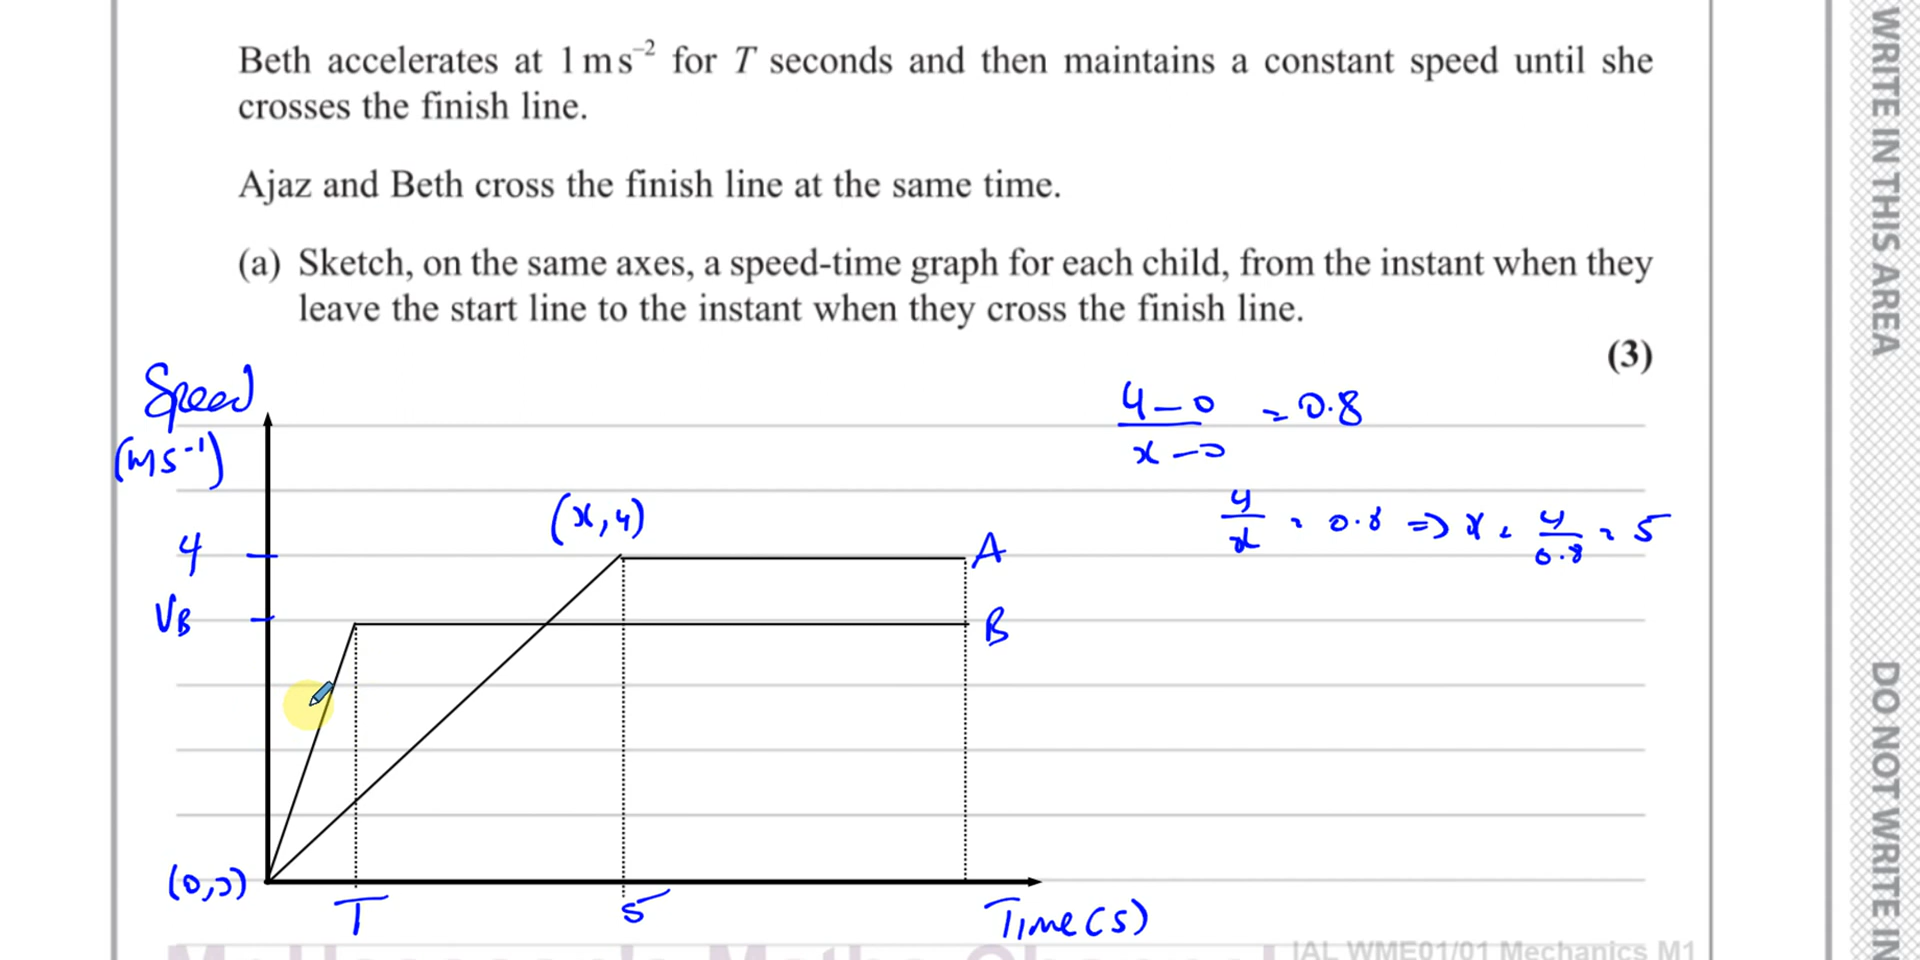 Beth accelerates at 1 m s⁻² for T seconds and then maintains a constant speed until she
crosses the finish line.
Ajaz and Beth cross the finish line at the same time.
(a) Sketch, on the same axes, a speed-time graph for each child, from the instant when they
leave the start line to the instant when they cross the finish line.
(3)
Speed
(ms⁻¹)
4
V_B
(x, 4)
A
B
(0,0)
T
5
Time (s)
4 - 0 / x - 0 = 0.8
4 / x = 0.8 => x = 4 / 0.8 = 5
IAL WME01/01 Mechanics M1
WRITE IN THIS AREA
DO NOT WRITE IN